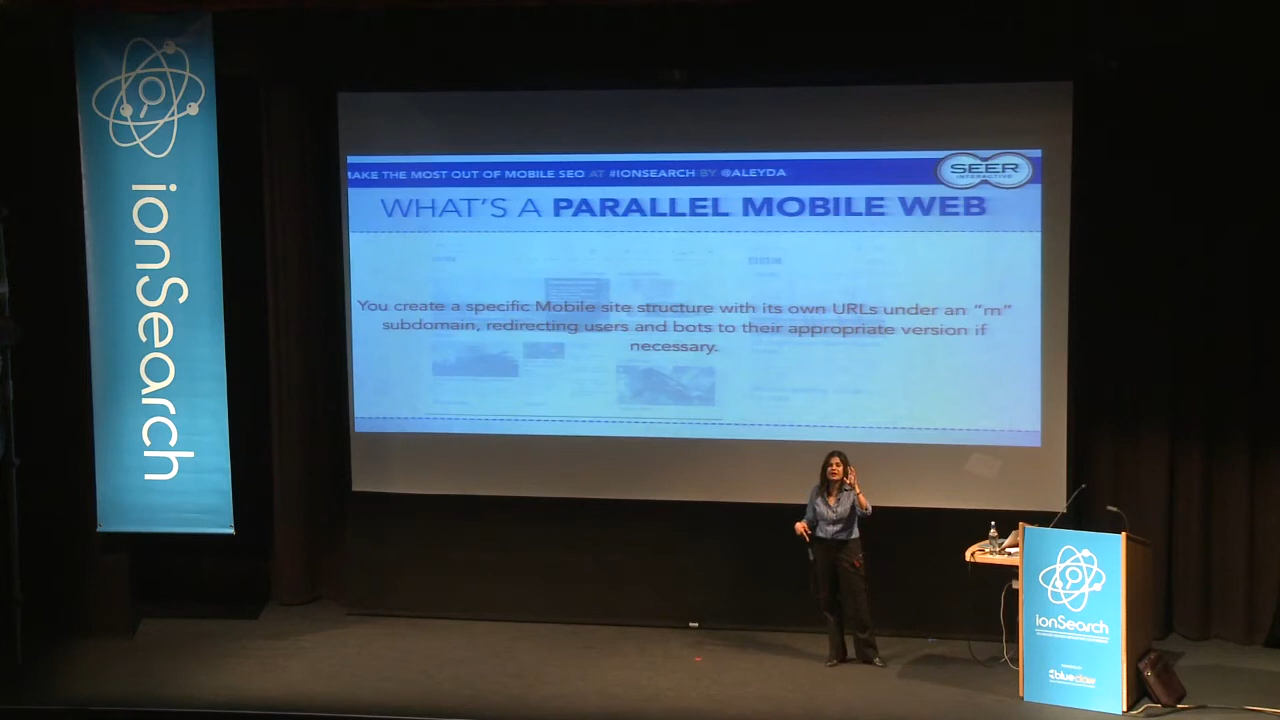 ionSearch
MAKE THE MOST OUT OF MOBILE SEO AT #IONSEARCH BY @ALEYDA
SEER
INTERACTIVE
WHAT'S A PARALLEL MOBILE WEB
You create a specific Mobile site structure with its own URLs under an “m”
subdomain, redirecting users and bots to their appropriate version if
necessary.
ionSearch
blueclaw